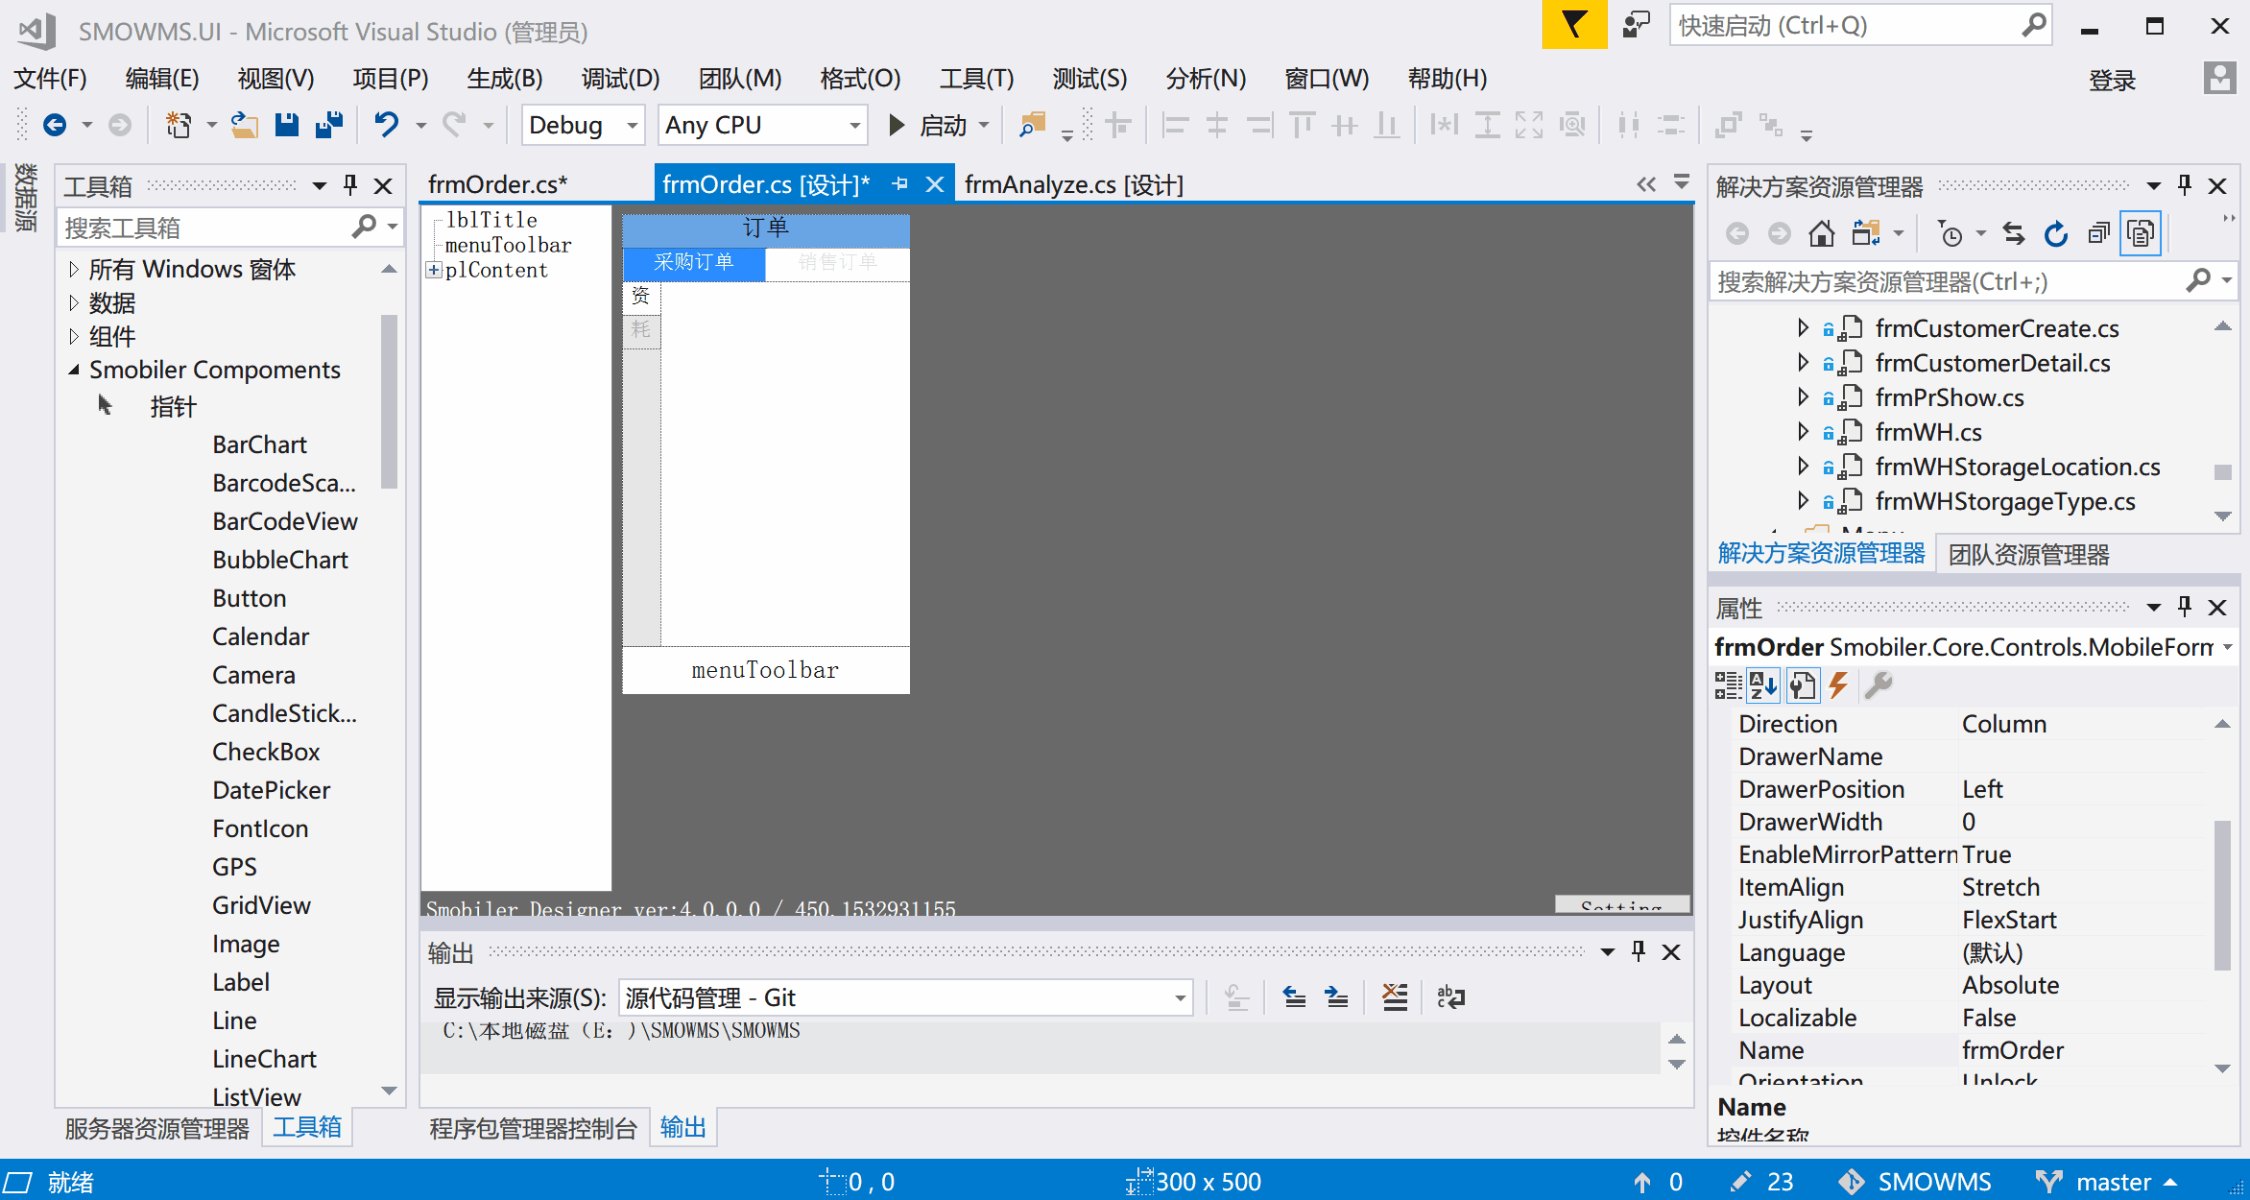 SMOWMS.UI - Microsoft Visual Studio (管理员)
快速启动 (Ctrl+Q)
文件(F) 编辑(E) 视图(V) 项目(P) 生成(B) 调试(D) 团队(M) 格式(O) 工具(T) 测试(S) 分析(N) 窗口(W) 帮助(H) 登录
Debug Any CPU 启动
数据源
工具箱
搜索工具箱
所有 Windows 窗体
数据
组件
Smobiler Compoments
指针
BarChart
BarcodeSca...
BarCodeView
BubbleChart
Button
Calendar
Camera
CandleStick...
CheckBox
DatePicker
FontIcon
GPS
GridView
Image
Label
Line
LineChart
ListView
服务器资源管理器 工具箱
frmOrder.cs* frmOrder.cs [设计]* frmAnalyze.cs [设计]
lblTitle
menuToolbar
plContent
订单
采购订单 销售订单
资
耗
menuToolbar
Smobiler Designer ver:4.0.0.0 / 450.1532931155
Setting
输出
显示输出来源(S): 源代码管理 - Git
C:\本地磁盘（E：)\SMOWMS\SMOWMS
程序包管理器控制台 输出
解决方案资源管理器
搜索解决方案资源管理器(Ctrl+;)
frmCustomerCreate.cs
frmCustomerDetail.cs
frmPrShow.cs
frmWH.cs
frmWHStorageLocation.cs
frmWHStorgageType.cs
Menu
解决方案资源管理器 团队资源管理器
属性
frmOrder Smobiler.Core.Controls.MobileForm
Direction Column
DrawerName
DrawerPosition Left
DrawerWidth 0
EnableMirrorPattern True
ItemAlign Stretch
JustifyAlign FlexStart
Language (默认)
Layout Absolute
Localizable False
Name frmOrder
Orientation Unlock
Name
控件名称
就绪 0 , 0 300 x 500 0 23 SMOWMS master